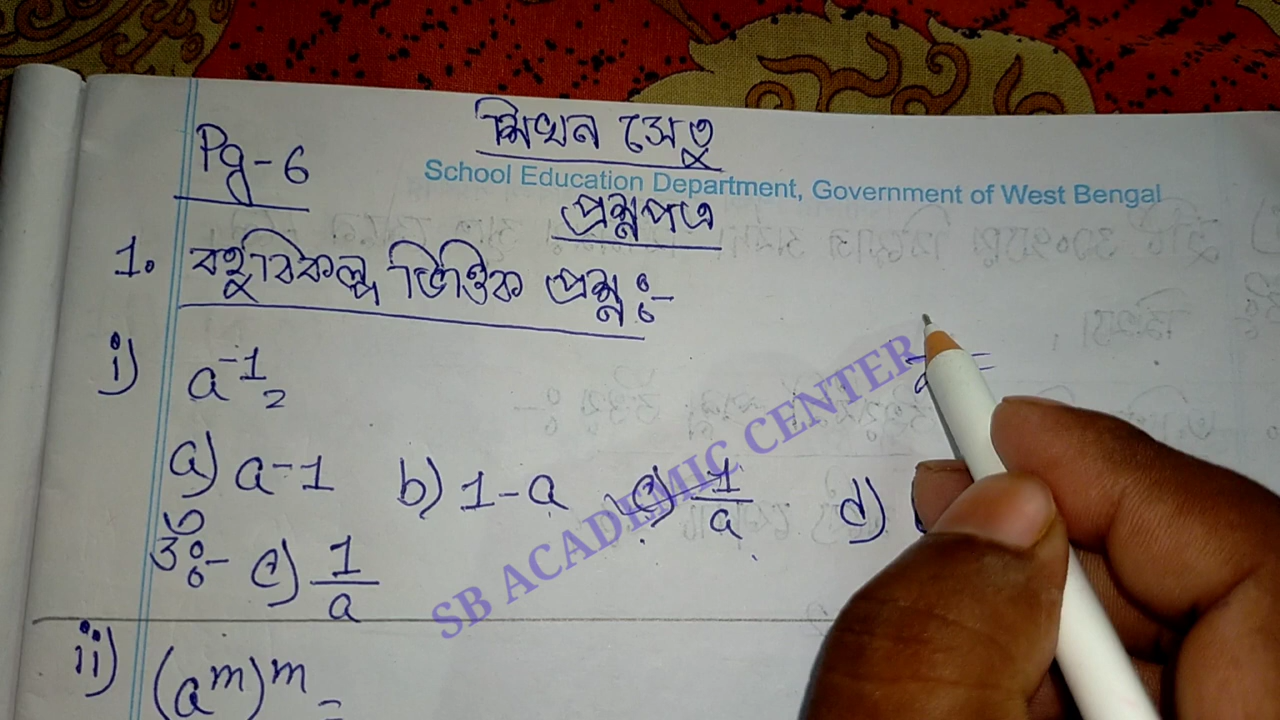 শিখন সেতু
Pg-6
School Education Department, Government of West Bengal
প্রশ্নপত্র
1. বহুবিকল্প ভিত্তিক প্রশ্ন :-
i) a⁻¹ =
a) a-1 b) 1-a c) 1/a d)
উঃ- c) 1/a
ii) (aᵐ)ᵐ =
SB ACADEMIC CENTER